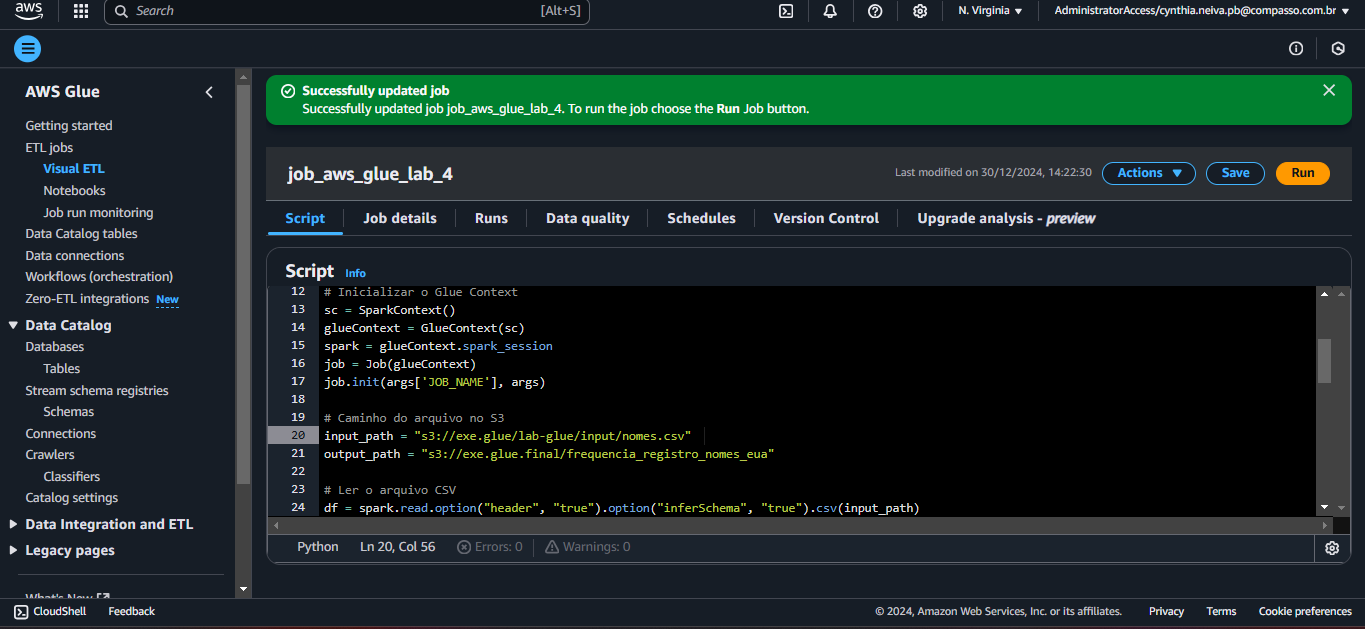 aws
Search
[Alt+S]
N. Virginia
AdministratorAccess/cynthia.neiva.pb@compasso.com.br
AWS Glue
Getting started
ETL jobs
Visual ETL
Notebooks
Job run monitoring
Data Catalog tables
Data connections
Workflows (orchestration)
Zero-ETL integrations New
Data Catalog
Databases
Tables
Stream schema registries
Schemas
Connections
Crawlers
Classifiers
Catalog settings
Data Integration and ETL
Legacy pages
What's New
Successfully updated job
Successfully updated job job_aws_glue_lab_4. To run the job choose the Run Job button.
job_aws_glue_lab_4
Last modified on 30/12/2024, 14:22:30
Actions
Save
Run
Script
Job details
Runs
Data quality
Schedules
Version Control
Upgrade analysis - preview
Script Info
12 # Inicializar o Glue Context
13 sc = SparkContext()
14 glueContext = GlueContext(sc)
15 spark = glueContext.spark_session
16 job = Job(glueContext)
17 job.init(args['JOB_NAME'], args)
18
19 # Caminho do arquivo no S3
20 input_path = "s3://exe.glue/lab-glue/input/nomes.csv"
21 output_path = "s3://exe.glue.final/frequencia_registro_nomes_eua"
22
23 # Ler o arquivo CSV
24 df = spark.read.option("header", "true").option("inferSchema", "true").csv(input_path)
Python
Ln 20, Col 56
Errors: 0
Warnings: 0
CloudShell
Feedback
© 2024, Amazon Web Services, Inc. or its affiliates.
Privacy
Terms
Cookie preferences